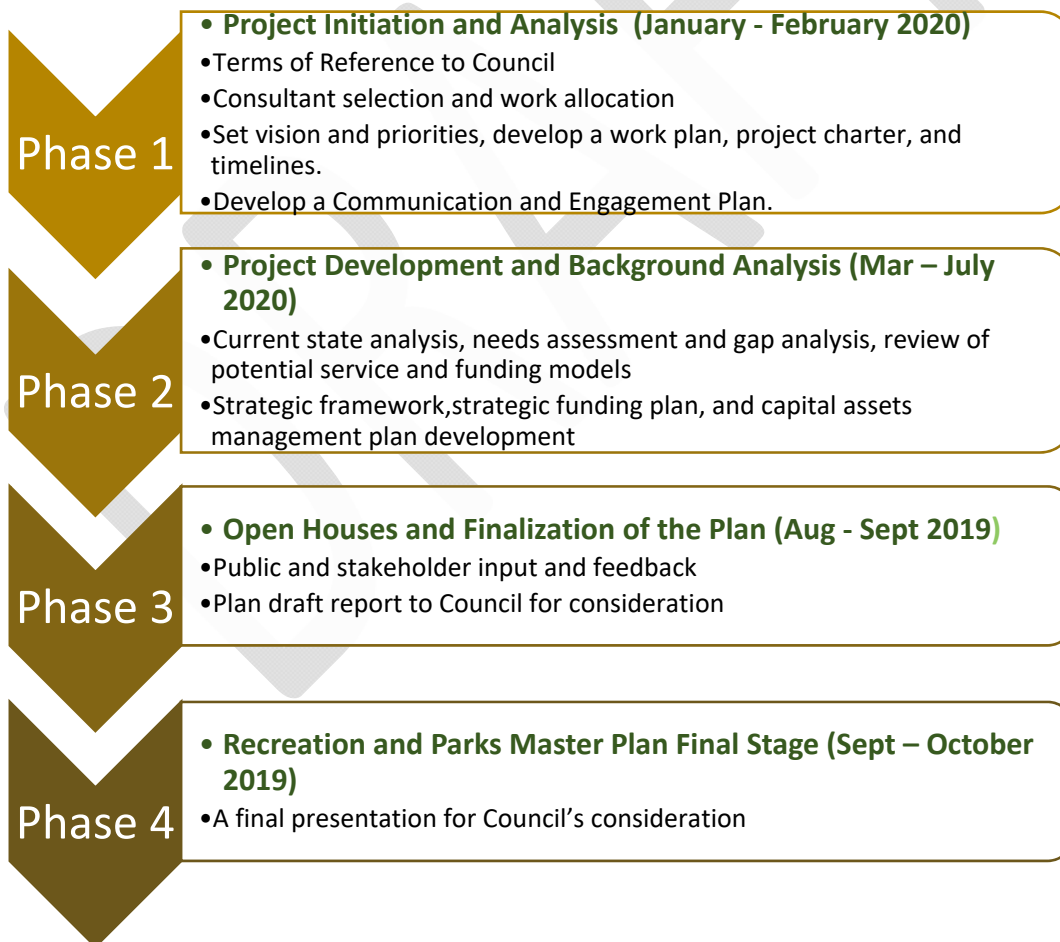 • Project Initiation and Analysis (January - February 2020)
•Terms of Reference to Council
•Consultant selection and work allocation
•Set vision and priorities, develop a work plan, project charter, and
timelines.
•Develop a Communication and Engagement Plan.
Phase 1
• Project Development and Background Analysis (Mar – July
2020)
•Current state analysis, needs assessment and gap analysis, review of
potential service and funding models
•Strategic framework,strategic funding plan, and capital assets
management plan development
Phase 2
• Open Houses and Finalization of the Plan (Aug - Sept 2019)
•Public and stakeholder input and feedback
•Plan draft report to Council for consideration
Phase 3
• Recreation and Parks Master Plan Final Stage (Sept – October
2019)
•A final presentation for Council’s consideration
Phase 4